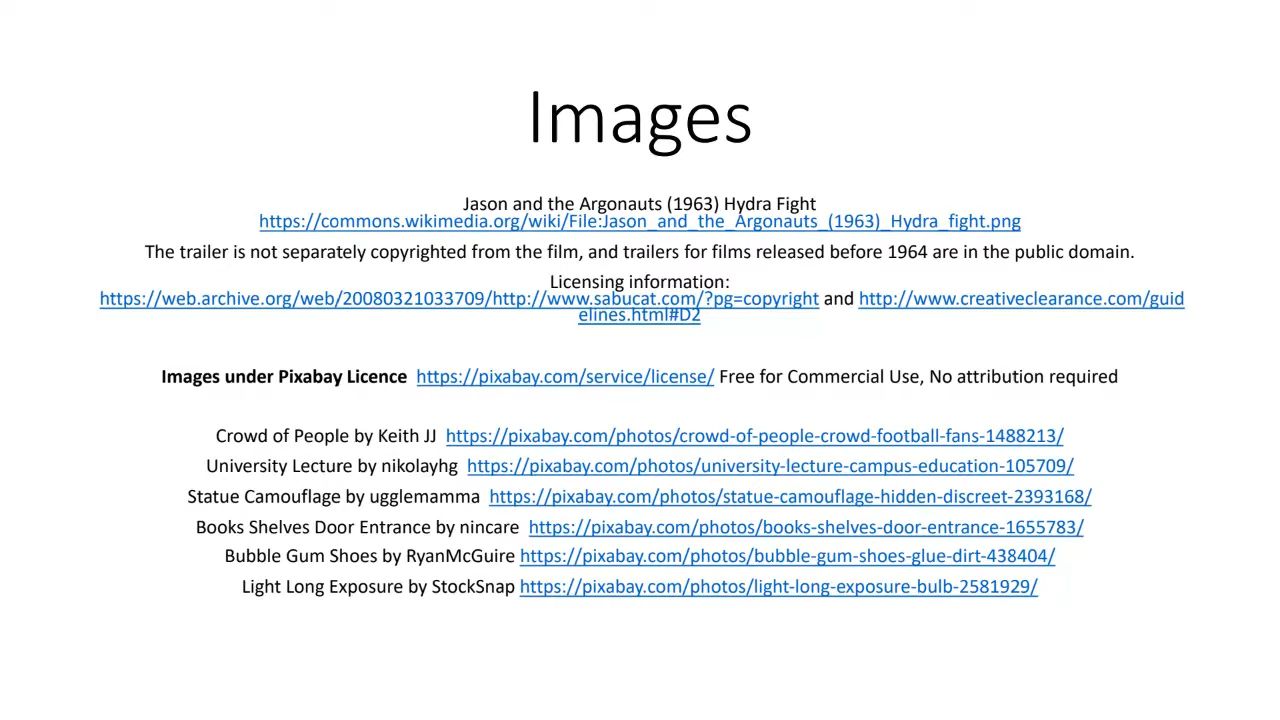 Images
Jason and the Argonauts (1963) Hydra Fight
https://commons.wikimedia.org/wiki/File:Jason_and_the_Argonauts_(1963)_Hydra_fight.png
The trailer is not separately copyrighted from the film, and trailers for films released before 1964 are in the public domain.
Licensing information:
https://web.archive.org/web/20080321033709/http://www.sabucat.com/?pg=copyright and http://www.creativeclearance.com/guid
elines.html#D2
Images under Pixabay Licence https://pixabay.com/service/license/ Free for Commercial Use, No attribution required
Crowd of People by Keith JJ https://pixabay.com/photos/crowd-of-people-crowd-football-fans-1488213/
University Lecture by nikolayhg https://pixabay.com/photos/university-lecture-campus-education-105709/
Statue Camouflage by ugglemamma https://pixabay.com/photos/statue-camouflage-hidden-discreet-2393168/
Books Shelves Door Entrance by nincare https://pixabay.com/photos/books-shelves-door-entrance-1655783/
Bubble Gum Shoes by RyanMcGuire https://pixabay.com/photos/bubble-gum-shoes-glue-dirt-438404/
Light Long Exposure by StockSnap https://pixabay.com/photos/light-long-exposure-bulb-2581929/